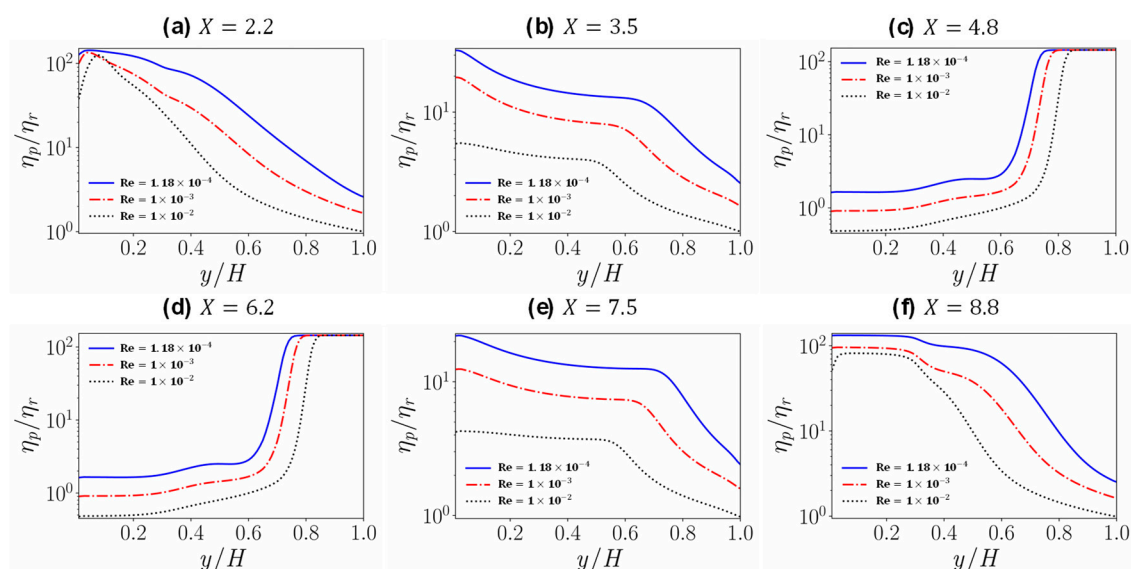 (a) X = 2.2
10²
10¹
10⁰
ηp/ηr
Re = 1.18 × 10⁻⁴
Re = 1 × 10⁻³
Re = 1 × 10⁻²
0.2 0.4 0.6 0.8 1.0
y/H
(b) X = 3.5
10¹
10⁰
Re = 1.18 × 10⁻⁴
Re = 1 × 10⁻³
Re = 1 × 10⁻²
0.2 0.4 0.6 0.8 1.0
y/H
(c) X = 4.8
10²
10¹
10⁰
ηp/ηr
Re = 1.18 × 10⁻⁴
Re = 1 × 10⁻³
Re = 1 × 10⁻²
0.2 0.4 0.6 0.8 1.0
y/H
(d) X = 6.2
10²
10¹
10⁰
ηp/ηr
Re = 1.18 × 10⁻⁴
Re = 1 × 10⁻³
Re = 1 × 10⁻²
0.2 0.4 0.6 0.8 1.0
y/H
(e) X = 7.5
10¹
10⁰
ηp/ηr
Re = 1.18 × 10⁻⁴
Re = 1 × 10⁻³
Re = 1 × 10⁻²
0.2 0.4 0.6 0.8 1.0
y/H
(f) X = 8.8
10²
10¹
10⁰
ηp/ηr
Re = 1.18 × 10⁻⁴
Re = 1 × 10⁻³
Re = 1 × 10⁻²
0.2 0.4 0.6 0.8 1.0
y/H